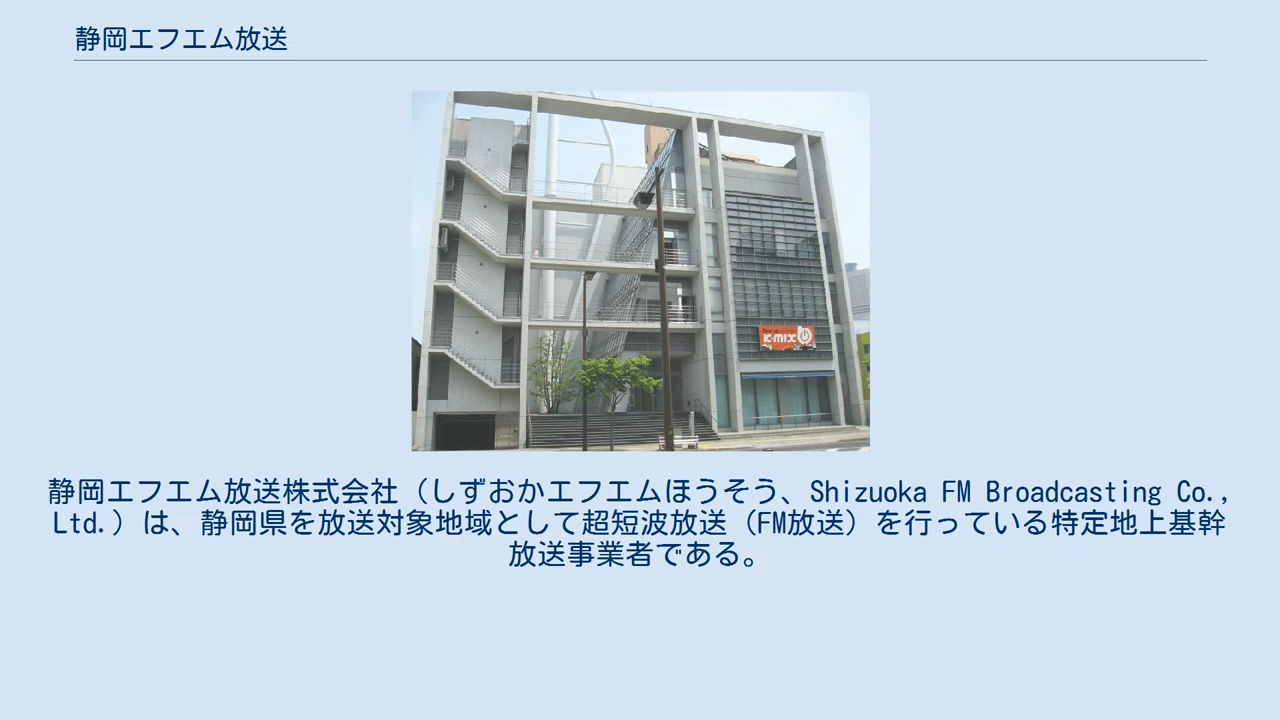 静岡エフエム放送
K-mix
静岡エフエム放送株式会社（しずおかエフエムほうそう、Shizuoka FM Broadcasting Co.,
Ltd.）は、静岡県を放送対象地域として超短波放送（FM放送）を行っている特定地上基幹
放送事業者である。